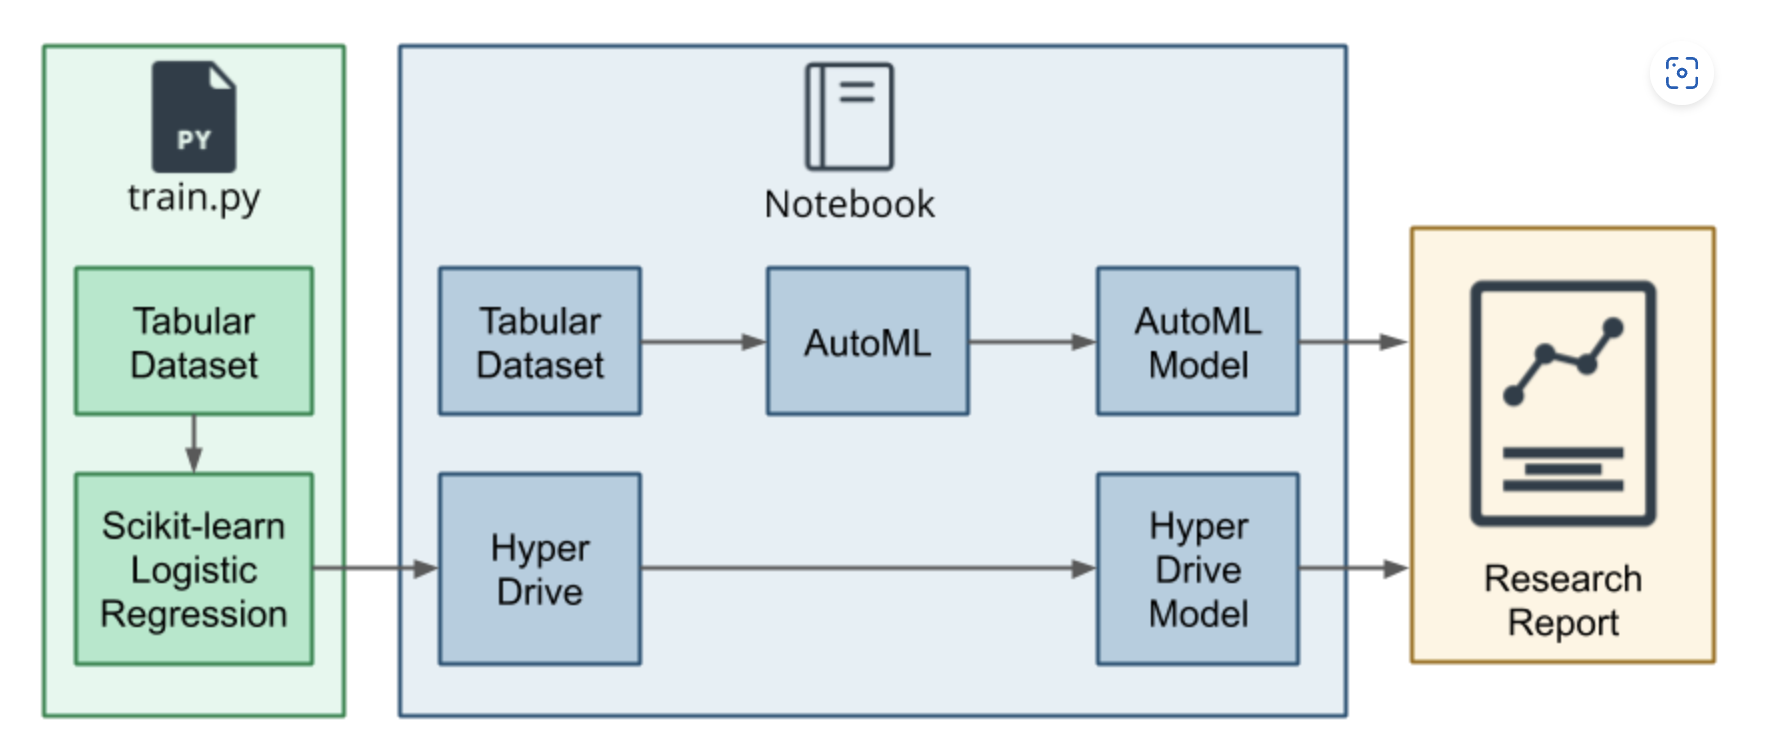 PY
train.py
Tabular
Dataset
Scikit-learn
Logistic
Regression
Notebook
Tabular
Dataset
AutoML
AutoML
Model
Hyper
Drive
Hyper
Drive
Model
Research
Report